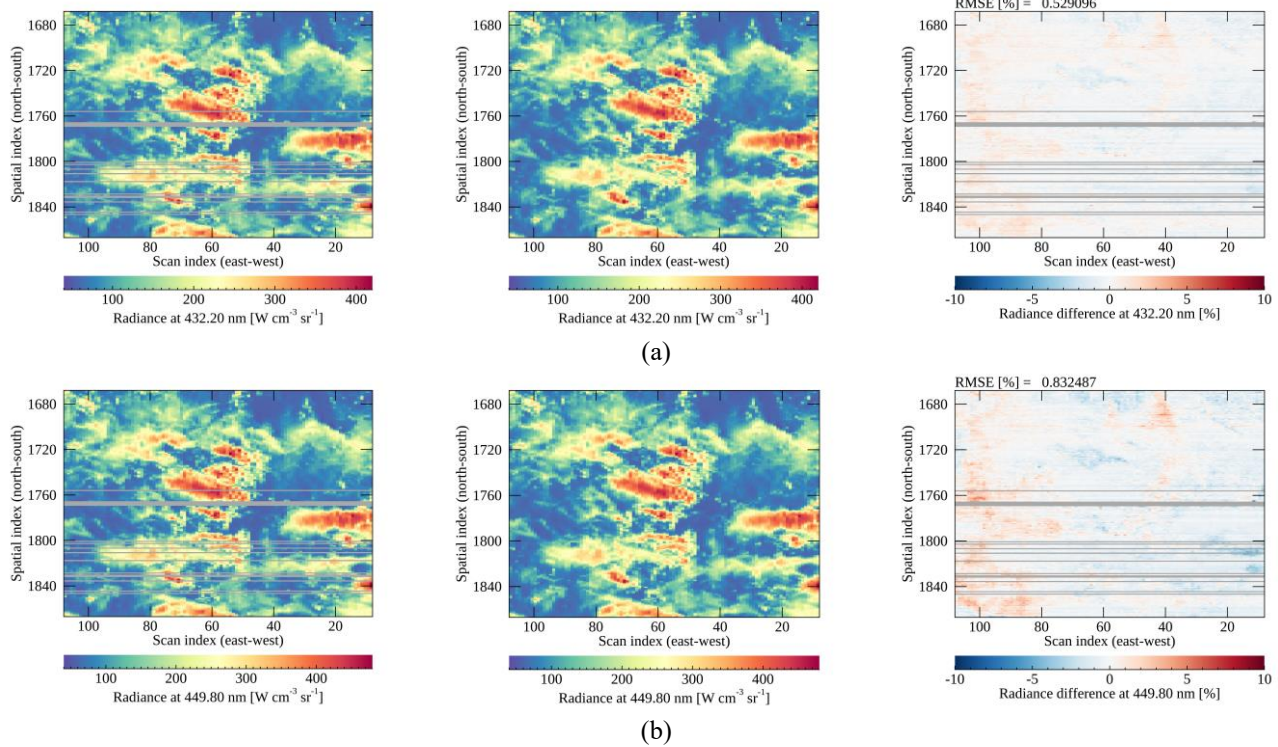 RMSE [%] = 0.529096
1680
1720
1760
1800
1840
Spatial index (north-south)
100 80 60 40 20
Scan index (east-west)
100 200 300 400
Radiance at 432.20 nm [W cm⁻³ sr⁻¹]
1680
1720
1760
1800
1840
Spatial index (north-south)
100 80 60 40 20
Scan index (east-west)
100 200 300 400
Radiance at 432.20 nm [W cm⁻³ sr⁻¹]
1680
1720
1760
1800
1840
Spatial index (north-south)
100 80 60 40 20
Scan index (east-west)
-10 -5 0 5 10
Radiance difference at 432.20 nm [%]
(a)
RMSE [%] = 0.832487
1680
1720
1760
1800
1840
Spatial index (north-south)
100 80 60 40 20
Scan index (east-west)
100 200 300 400
Radiance at 449.80 nm [W cm⁻³ sr⁻¹]
1680
1720
1760
1800
1840
Spatial index (north-south)
100 80 60 40 20
Scan index (east-west)
100 200 300 400
Radiance at 449.80 nm [W cm⁻³ sr⁻¹]
1680
1720
1760
1800
1840
Spatial index (north-south)
100 80 60 40 20
Scan index (east-west)
-10 -5 0 5 10
Radiance difference at 449.80 nm [%]
(b)